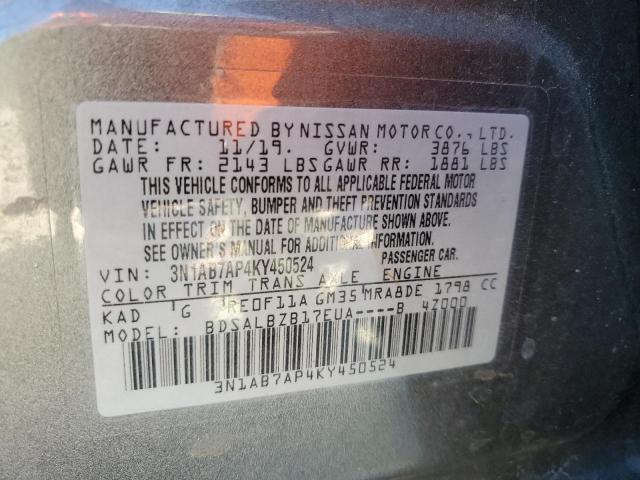 MANUFACTURED BY NISSAN MOTOR CO., LTD.
DATE: 11/19. GVWR: 3876 LBS
GAWR FR: 2143 LBS GAWR RR: 1881 LBS
THIS VEHICLE CONFORMS TO ALL APPLICABLE FEDERAL MOTOR
VEHICLE SAFETY, BUMPER AND THEFT PREVENTION STANDARDS
IN EFFECT ON THE DATE OF MANUFACTURE SHOWN ABOVE.
SEE OWNER'S MANUAL FOR ADDITIONAL INFORMATION.
VIN: 3N1AB7AP4KY450524 PASSENGER CAR.
COLOR TRIM TRANS AXLE ENGINE
KAD G RE0F11A GM35 MRA8DE 1798 CC
MODEL: BDSALBZB17EUA----B 4Z000
3N1AB7AP4KY450524